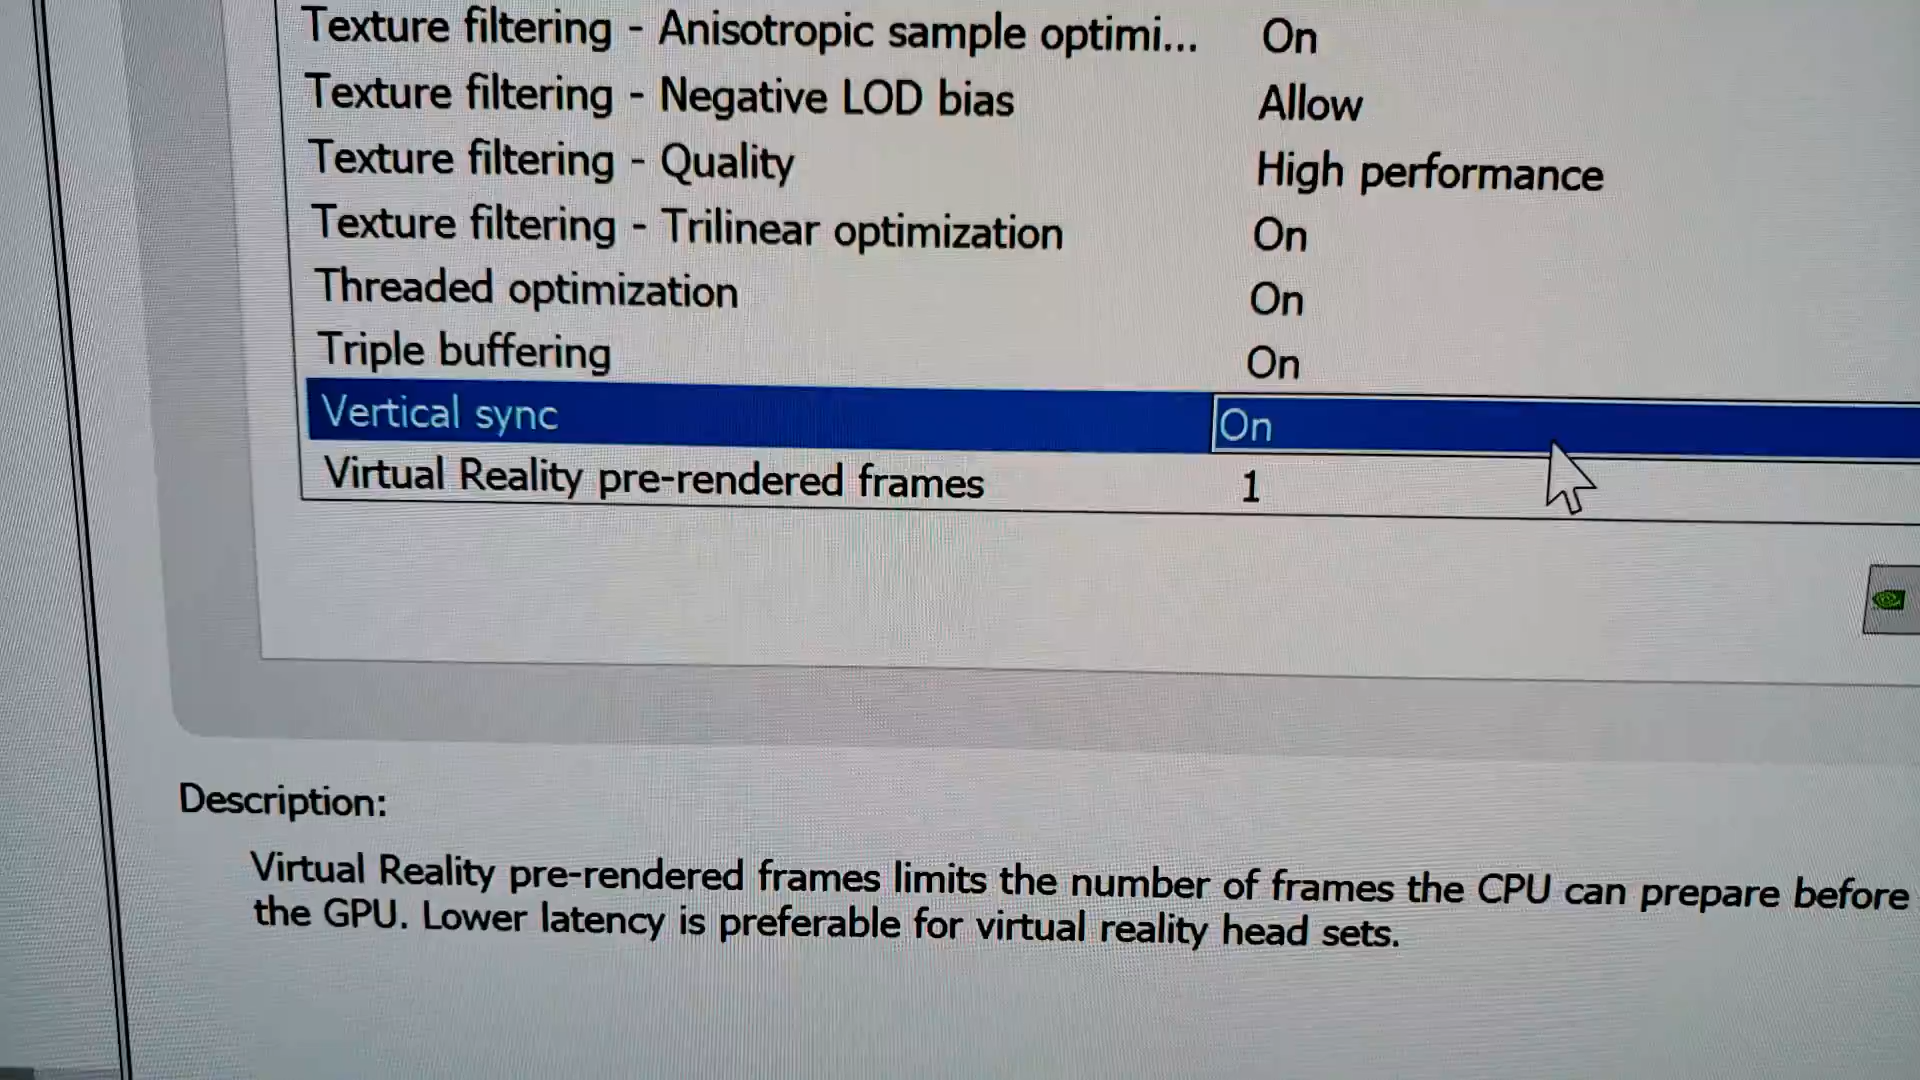 Texture filtering - Anisotropic sample optimi... On
Texture filtering - Negative LOD bias Allow
Texture filtering - Quality High performance
Texture filtering - Trilinear optimization On
Threaded optimization On
Triple buffering On
Vertical sync On
Virtual Reality pre-rendered frames 1
Description:
Virtual Reality pre-rendered frames limits the number of frames the CPU can prepare before
the GPU. Lower latency is preferable for virtual reality head sets.